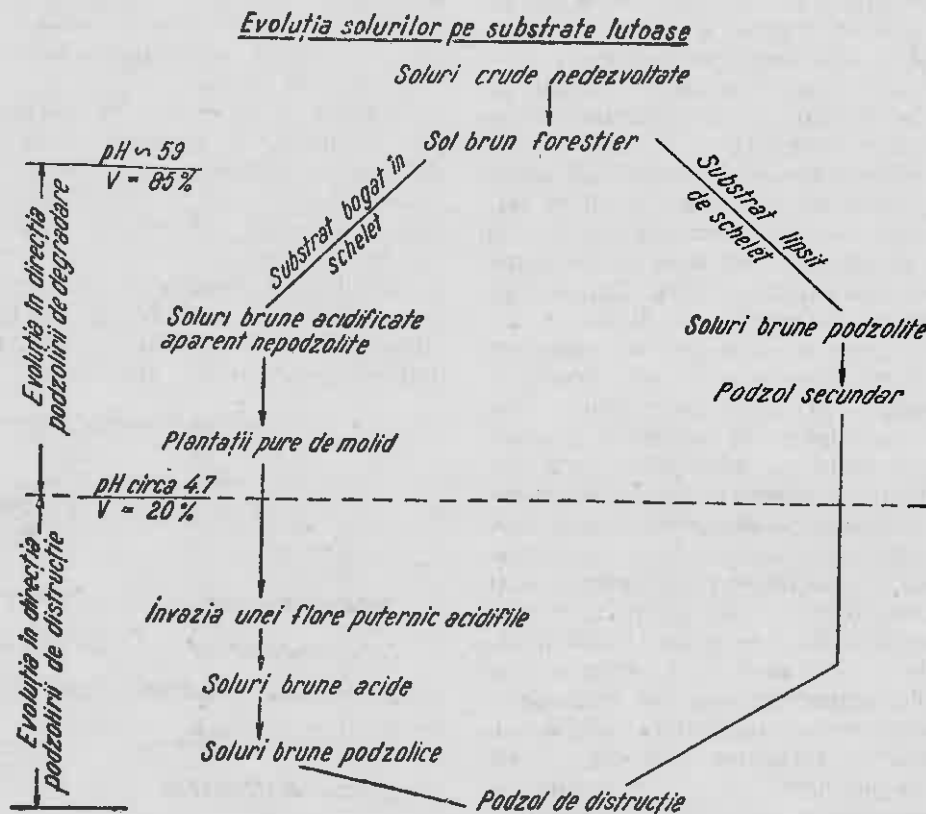 Evoluția solurilor pe substrate lutoase
Soluri crude nedezvoltate
Sol brun forestier
pH ~ 59
V = 85%
Substrat bogat în
schelet
Substrat lipsit
de schelet
Evoluția în direcția
podzolirii de degradare
Soluri brune acidificate
aparent nepodzolite
Soluri brune podzolite
Podzol secundar
Plantații pure de molid
pH circa 4.7
V = 20%
Evoluția în direcția
podzolirii de distrucție
Invazia unei flore puternic acidifile
Soluri brune acide
Soluri brune podzolice
Podzol de distrucție